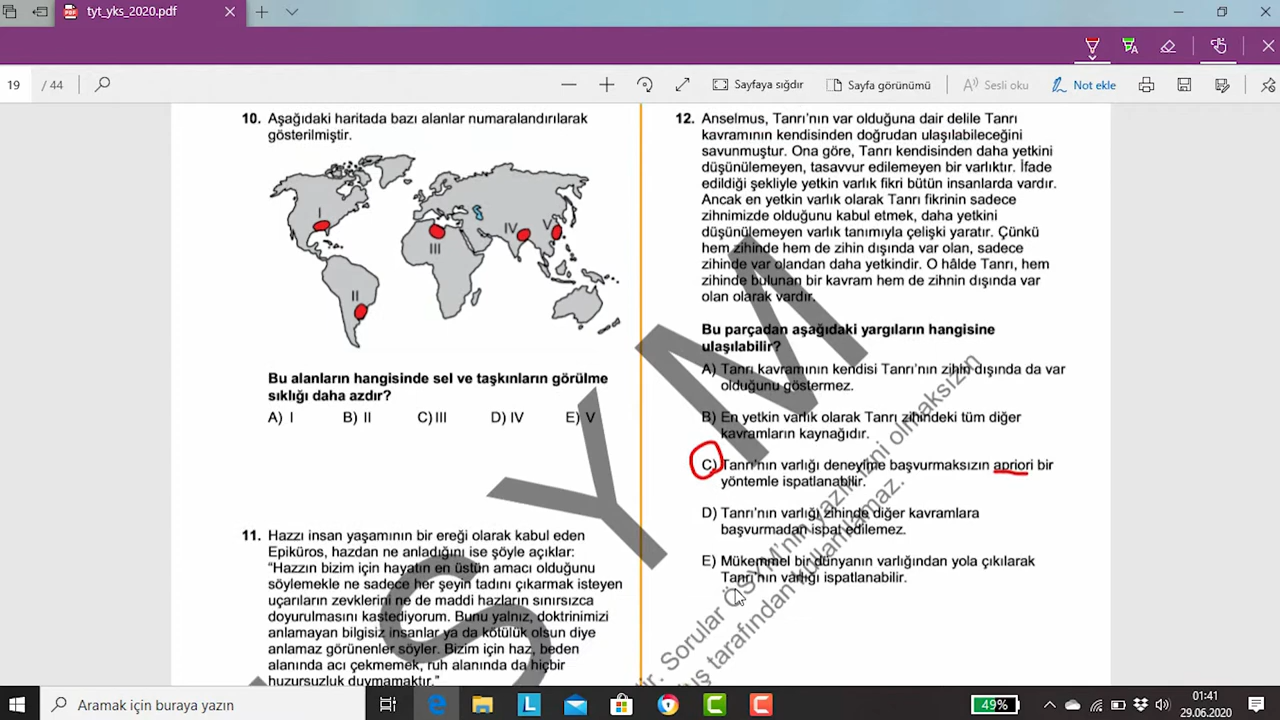 tyt_yks_2020.pdf
19 / 44
Sayfaya sığdır
Sayfa görünümü
Sesli oku
Not ekle
10. Aşağıdaki haritada bazı alanlar numaralandırılarak
gösterilmiştir.
I
II
III
IV
V
Bu alanların hangisinde sel ve taşkınların görülme
sıklığı daha azdır?
A) I B) II C) III D) IV E) V
11. Hazzı insan yaşamının bir ereği olarak kabul eden
Epiküros, hazdan ne anladığını ise şöyle açıklar:
“Hazzın bizim için hayatın en üstün amacı olduğunu
söylemekle ne sadece her şeyin tadını çıkarmak isteyen
uçarıların zevklerini ne de maddi hazların sınırsızca
doyurulmasını kastediyorum. Bunu yalnız, doktrinimizi
anlamayan bilgisiz insanlar ya da kötülük olsun diye
anlamaz görünenler söyler. Bizim için haz, beden
alanında acı çekmemek, ruh alanında da hiçbir
huzursuzluk duymamaktır.”
12. Anselmus, Tanrı’nın var olduğuna dair delile Tanrı
kavramının kendisinden doğrudan ulaşılabileceğini
savunmuştur. Ona göre, Tanrı kendisinden daha yetkini
düşünülemeyen, tasavvur edilemeyen bir varlıktır. İfade
edildiği şekliyle yetkin varlık fikri bütün insanlarda vardır.
Ancak en yetkin varlık olarak Tanrı fikrinin sadece
zihnimizde olduğunu kabul etmek, daha yetkini
düşünülemeyen varlık tanımıyla çelişki yaratır. Çünkü
hem zihinde hem de zihin dışında var olan, sadece
zihinde var olandan daha yetkindir. O hâlde Tanrı, hem
zihinde bulunan bir kavram hem de zihnin dışında var
olan olarak vardır.
Bu parçadan aşağıdaki yargıların hangisine
ulaşılabilir?
A) Tanrı kavramının kendisi Tanrı’nın zihin dışında da var
olduğunu göstermez.
B) En yetkin varlık olarak Tanrı zihindeki tüm diğer
kavramların kaynağıdır.
C) Tanrı’nın varlığı deneyime başvurmaksızın apriori bir
yöntemle ispatlanabilir.
D) Tanrı’nın varlığı zihinde diğer kavramlara
başvurmadan ispat edilemez.
E) Mükemmel bir dünyanın varlığından yola çıkılarak
Tanrı’nın varlığı ispatlanabilir.
SYM
Sorular ÖSYM’nin yazılı izni olmaksızın
tarafından kullanılamaz.
Aramak için buraya yazın
49%
01:41
29.06.2020